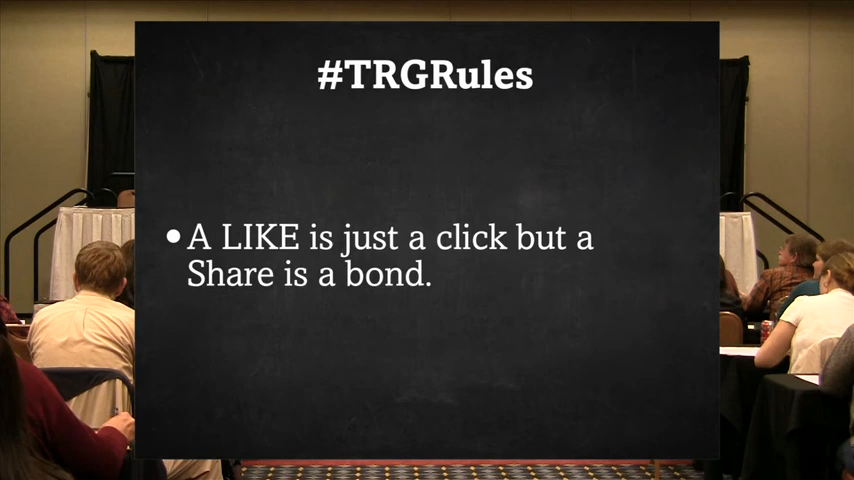 #TRGRules
•A LIKE is just a click but a
Share is a bond.